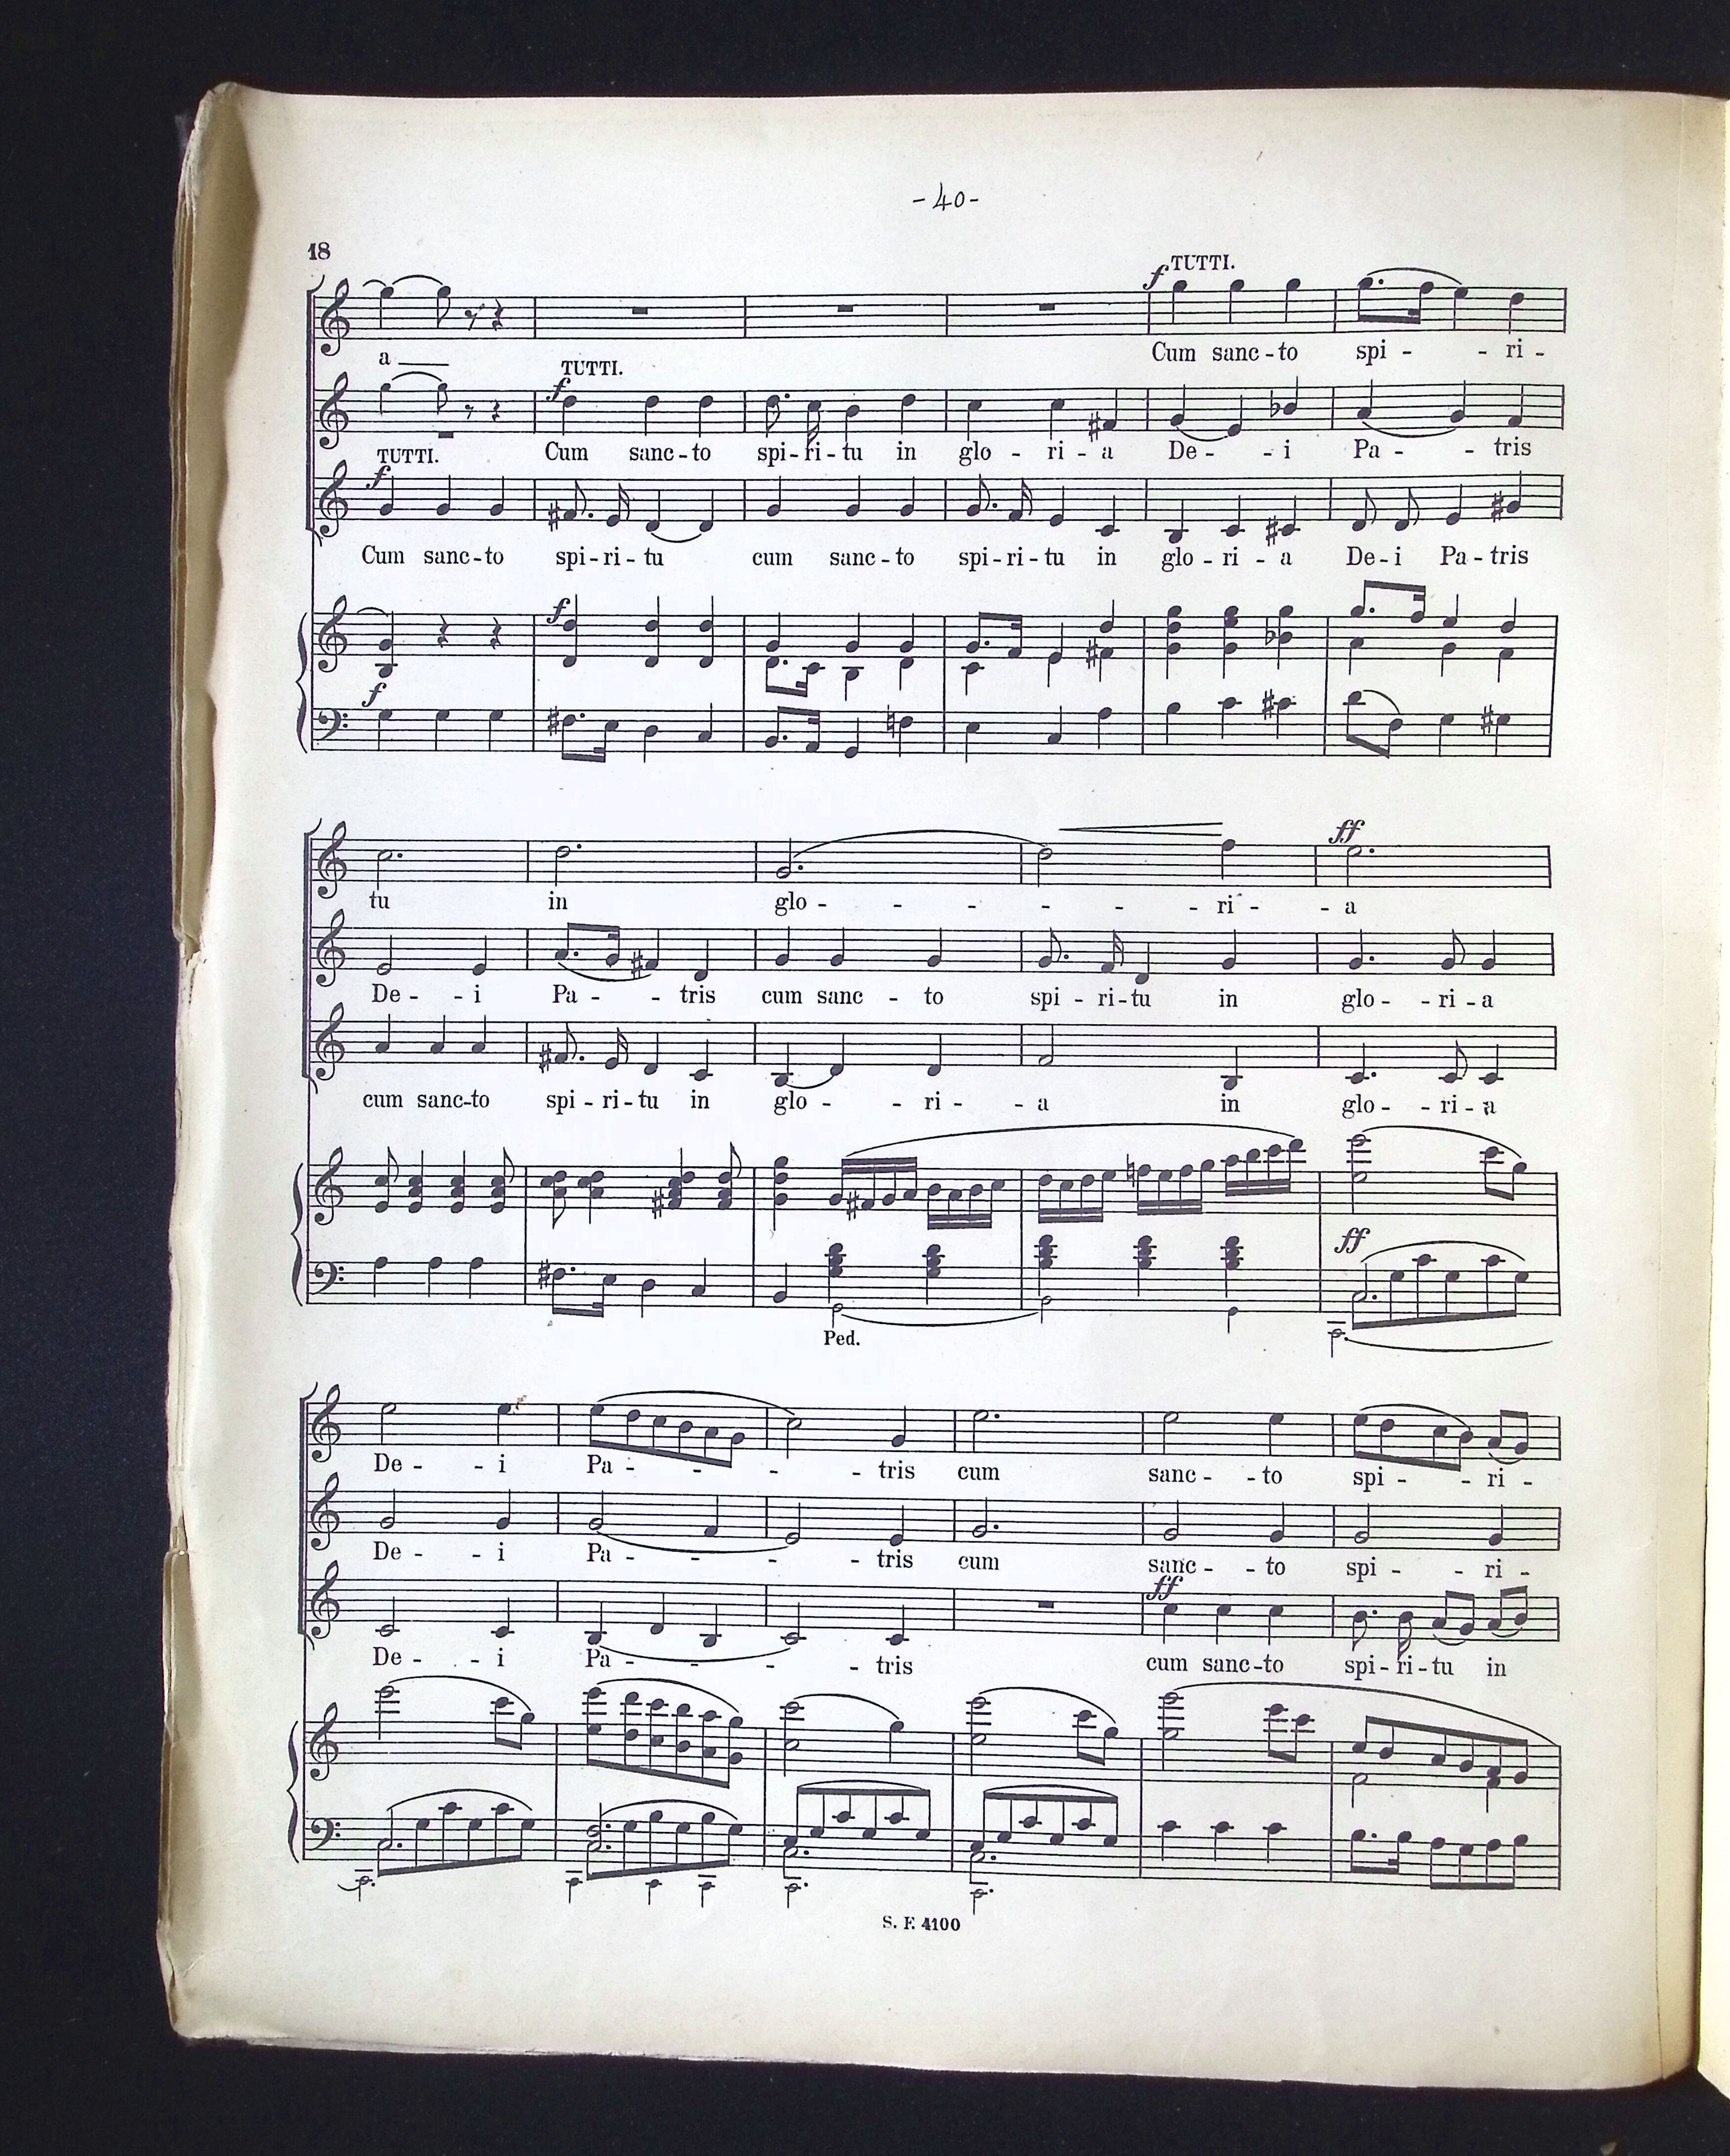 -40-
18
f TUTTI.
a Cum sanc - to spi - - ri -
TUTTI.
f
Cum sanc - to spi - ri - tu in glo - ri - a De - - i Pa - - tris
TUTTI.
f
Cum sanc - to spi - ri - tu cum sanc - to spi - ri - tu in glo - ri - a De - i Pa - tris
f
f
ff
tu in glo - - - - - - ri - - a
De - - i Pa - - tris cum sanc - to spi - ri - tu in glo - - ri - a
cum sanc - to spi - ri - tu in glo - - ri - - a in glo - - ri - a
ff
Ped.
De - - i Pa - - - - tris cum sanc - - to spi - - ri -
De - - i Pa - - - - tris cum sanc - - to spi - - ri -
ff
De - - i Pa - - - - tris cum sanc - to spi - ri - tu in
S. F. 4100